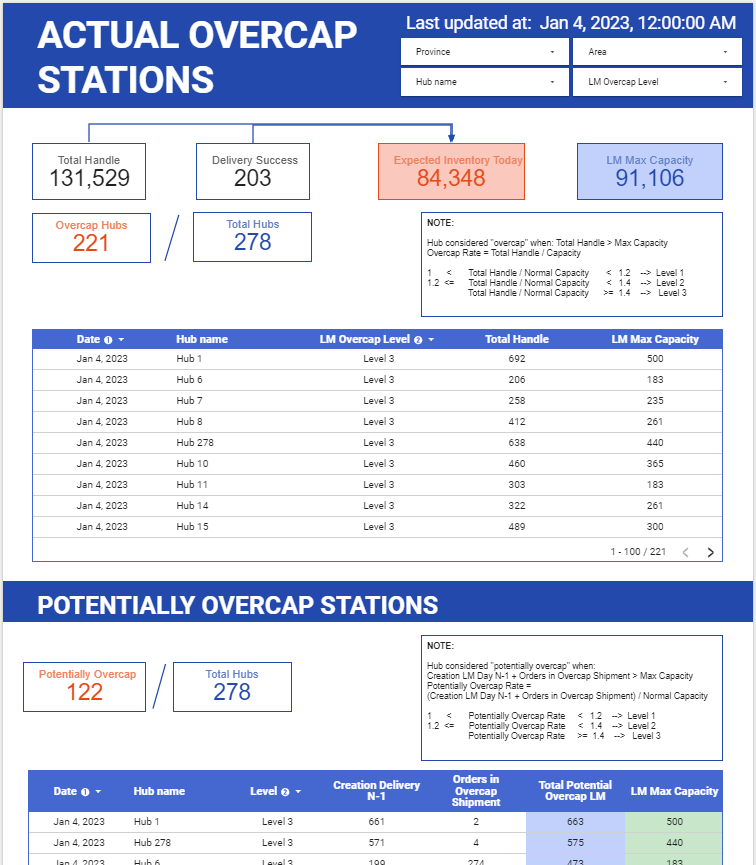 ACTUAL OVERCAP
STATIONS
Last updated at: Jan 4, 2023, 12:00:00 AM
Province
Area
Hub name
LM Overcap Level
Total Handle
131,529
Delivery Success
203
Expected Inventory Today
84,348
LM Max Capacity
91,106
Overcap Hubs
221
Total Hubs
278
NOTE:
Hub considered "overcap" when: Total Handle > Max Capacity
Overcap Rate = Total Handle / Capacity
1 < Total Handle / Normal Capacity < 1.2 --> Level 1
1.2 <= Total Handle / Normal Capacity < 1.4 --> Level 2
Total Handle / Normal Capacity >= 1.4 --> Level 3
Date 1 Hub name LM Overcap Level 2 Total Handle LM Max Capacity
Jan 4, 2023 Hub 1 Level 3 692 500
Jan 4, 2023 Hub 6 Level 3 206 183
Jan 4, 2023 Hub 7 Level 3 258 235
Jan 4, 2023 Hub 8 Level 3 412 261
Jan 4, 2023 Hub 278 Level 3 638 440
Jan 4, 2023 Hub 10 Level 3 460 365
Jan 4, 2023 Hub 11 Level 3 303 183
Jan 4, 2023 Hub 14 Level 3 322 261
Jan 4, 2023 Hub 15 Level 3 489 300
1 - 100 / 221 < >
POTENTIALLY OVERCAP STATIONS
Potentially Overcap
122
Total Hubs
278
NOTE:
Hub considered "potentially overcap" when:
Creation LM Day N-1 + Orders in Overcap Shipment > Max Capacity
Potentially Overcap Rate =
(Creation LM Day N-1 + Orders in Overcap Shipment) / Normal Capacity
1 < Potentially Overcap Rate < 1.2 --> Level 1
1.2 <= Potentially Overcap Rate < 1.4 --> Level 2
Potentially Overcap Rate >= 1.4 --> Level 3
Date 1 Hub name Level 2 Creation Delivery N-1 Orders in Overcap Shipment Total Potential Overcap LM LM Max Capacity
Jan 4, 2023 Hub 1 Level 3 661 2 663 500
Jan 4, 2023 Hub 278 Level 3 571 4 575 440
Jan 4, 2023 Hub 6 Level 3 199 274 473 183